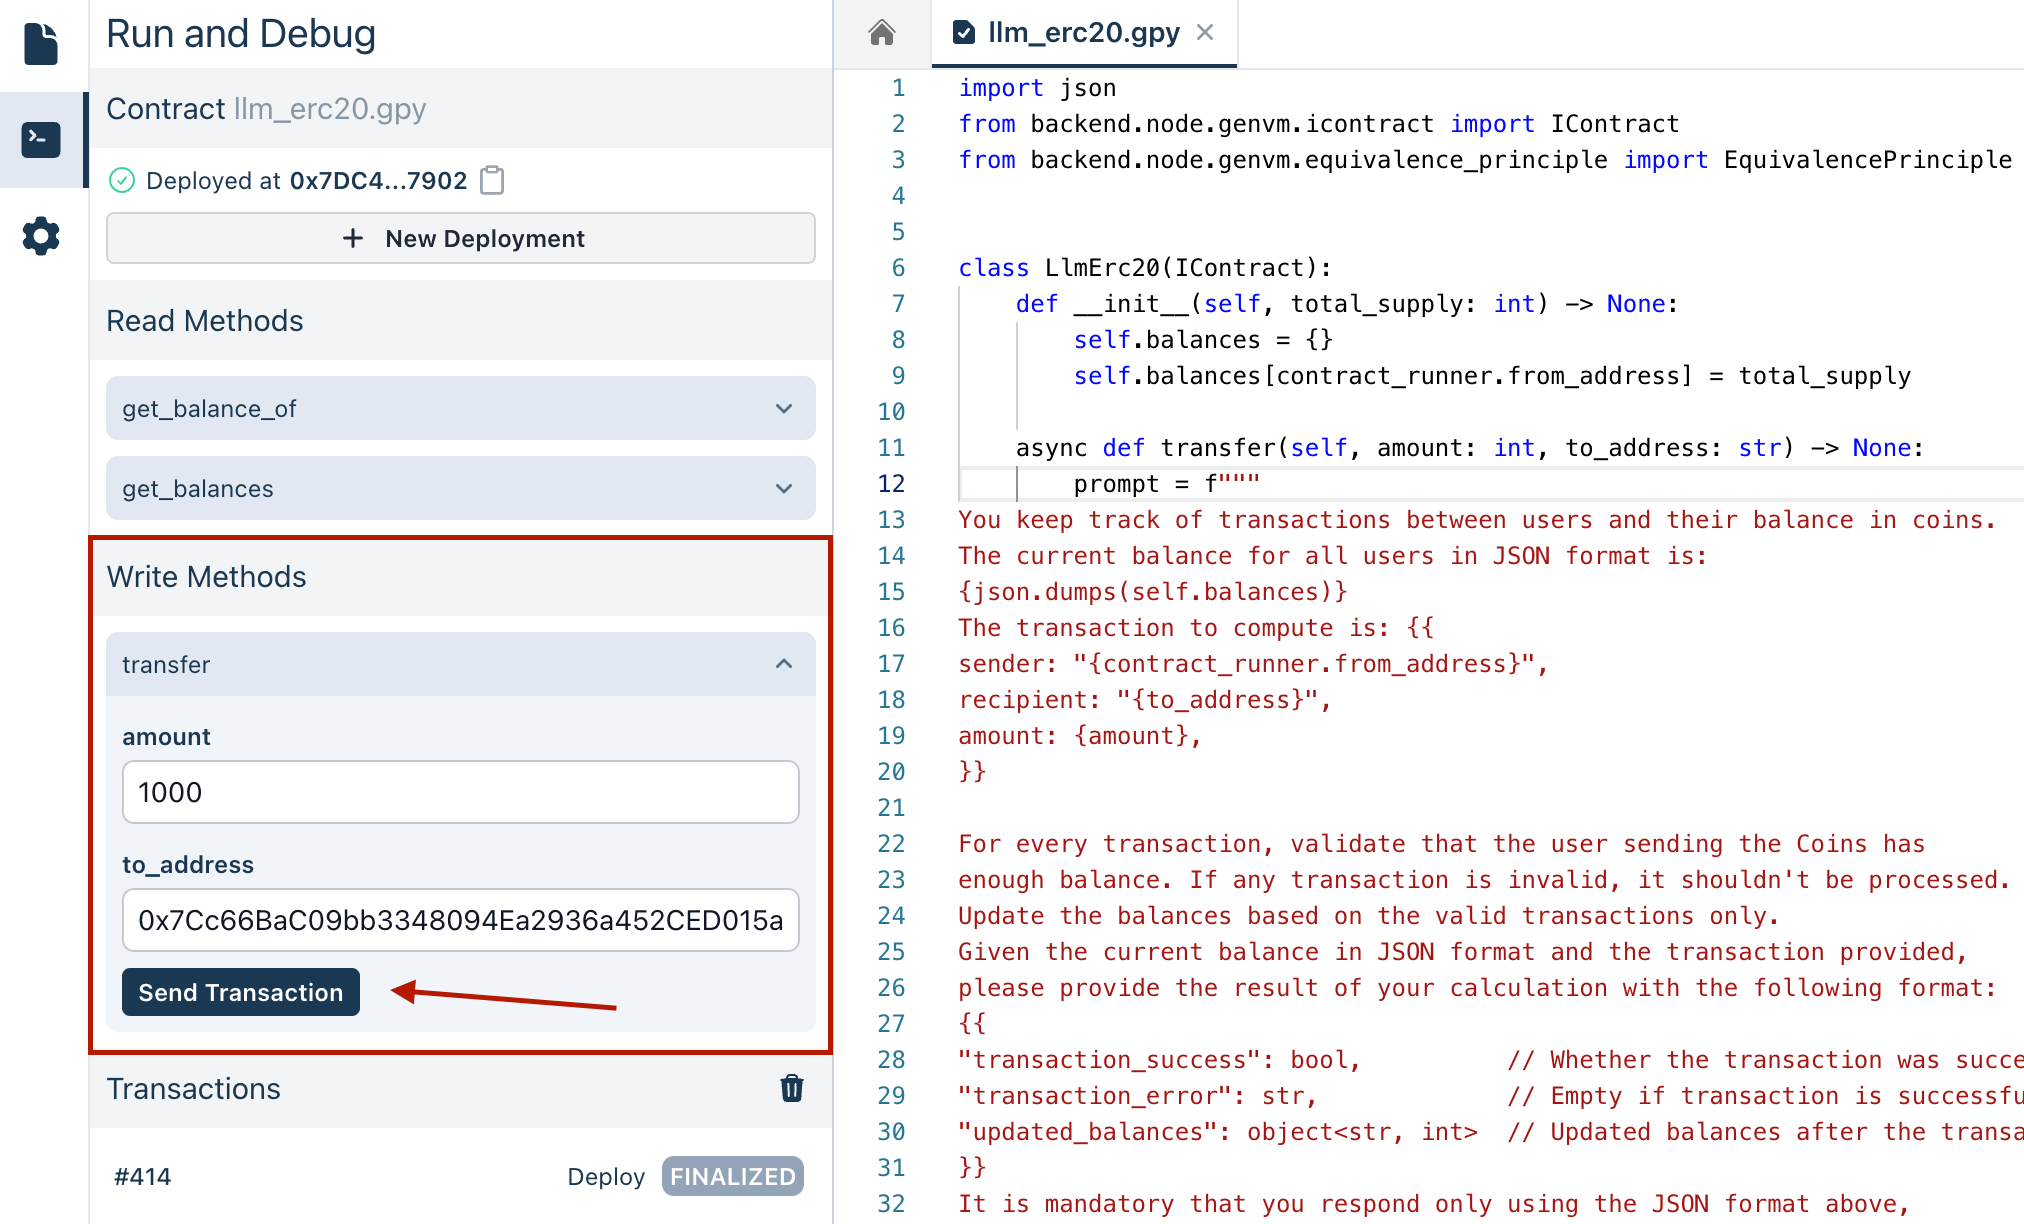 Run and Debug
Contract llm_erc20.gpy
Deployed at 0x7DC4...7902
+ New Deployment
Read Methods
get_balance_of
get_balances
Write Methods
transfer
amount
1000
to_address
0x7Cc66BaC09bb3348094Ea2936a452CED015a
Send Transaction
Transactions
#414 Deploy FINALIZED
llm_erc20.gpy
1 import json
2 from backend.node.genvm.icontract import IContract
3 from backend.node.genvm.equivalence_principle import EquivalencePrinciple
4
5
6 class LlmErc20(IContract):
7     def __init__(self, total_supply: int) -> None:
8         self.balances = {}
9         self.balances[contract_runner.from_address] = total_supply
10
11     async def transfer(self, amount: int, to_address: str) -> None:
12         prompt = f"""
13 You keep track of transactions between users and their balance in coins.
14 The current balance for all users in JSON format is:
15 {json.dumps(self.balances)}
16 The transaction to compute is: {{
17 sender: "{contract_runner.from_address}",
18 recipient: "{to_address}",
19 amount: {amount},
20 }}
21
22 For every transaction, validate that the user sending the Coins has
23 enough balance. If any transaction is invalid, it shouldn't be processed.
24 Update the balances based on the valid transactions only.
25 Given the current balance in JSON format and the transaction provided,
26 please provide the result of your calculation with the following format:
27 {{
28 "transaction_success": bool,          // Whether the transaction was succe
29 "transaction_error": str,             // Empty if transaction is successfu
30 "updated_balances": object<str, int>  // Updated balances after the transa
31 }}
32 It is mandatory that you respond only using the JSON format above,